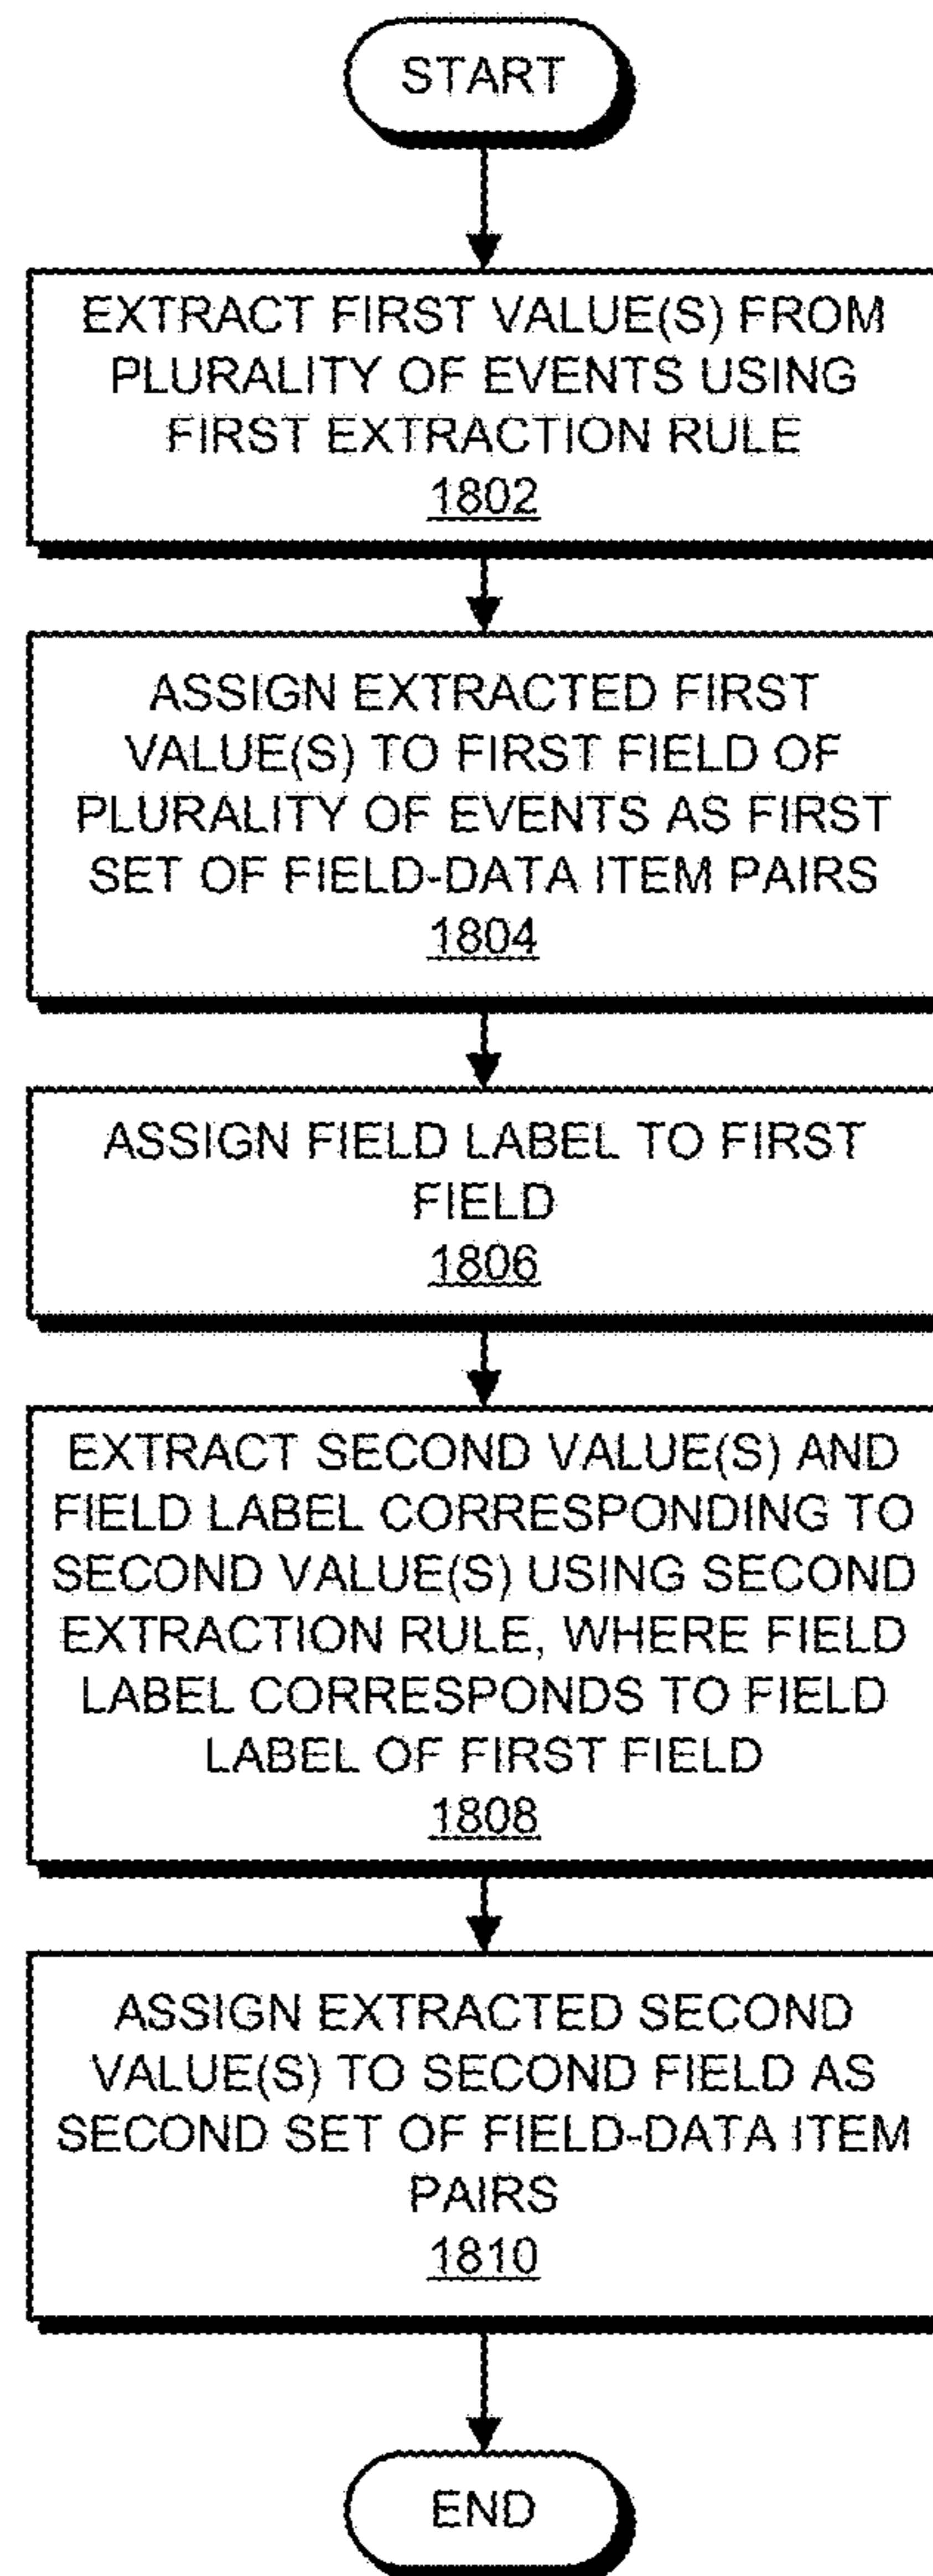 START
EXTRACT FIRST VALUE(S) FROM
PLURALITY OF EVENTS USING
FIRST EXTRACTION RULE
1802
ASSIGN EXTRACTED FIRST
VALUE(S) TO FIRST FIELD OF
PLURALITY OF EVENTS AS FIRST
SET OF FIELD-DATA ITEM PAIRS
1804
ASSIGN FIELD LABEL TO FIRST
FIELD
1806
EXTRACT SECOND VALUE(S) AND
FIELD LABEL CORRESPONDING TO
SECOND VALUE(S) USING SECOND
EXTRACTION RULE, WHERE FIELD
LABEL CORRESPONDS TO FIELD
LABEL OF FIRST FIELD
1808
ASSIGN EXTRACTED SECOND
VALUE(S) TO SECOND FIELD AS
SECOND SET OF FIELD-DATA ITEM
PAIRS
1810
END